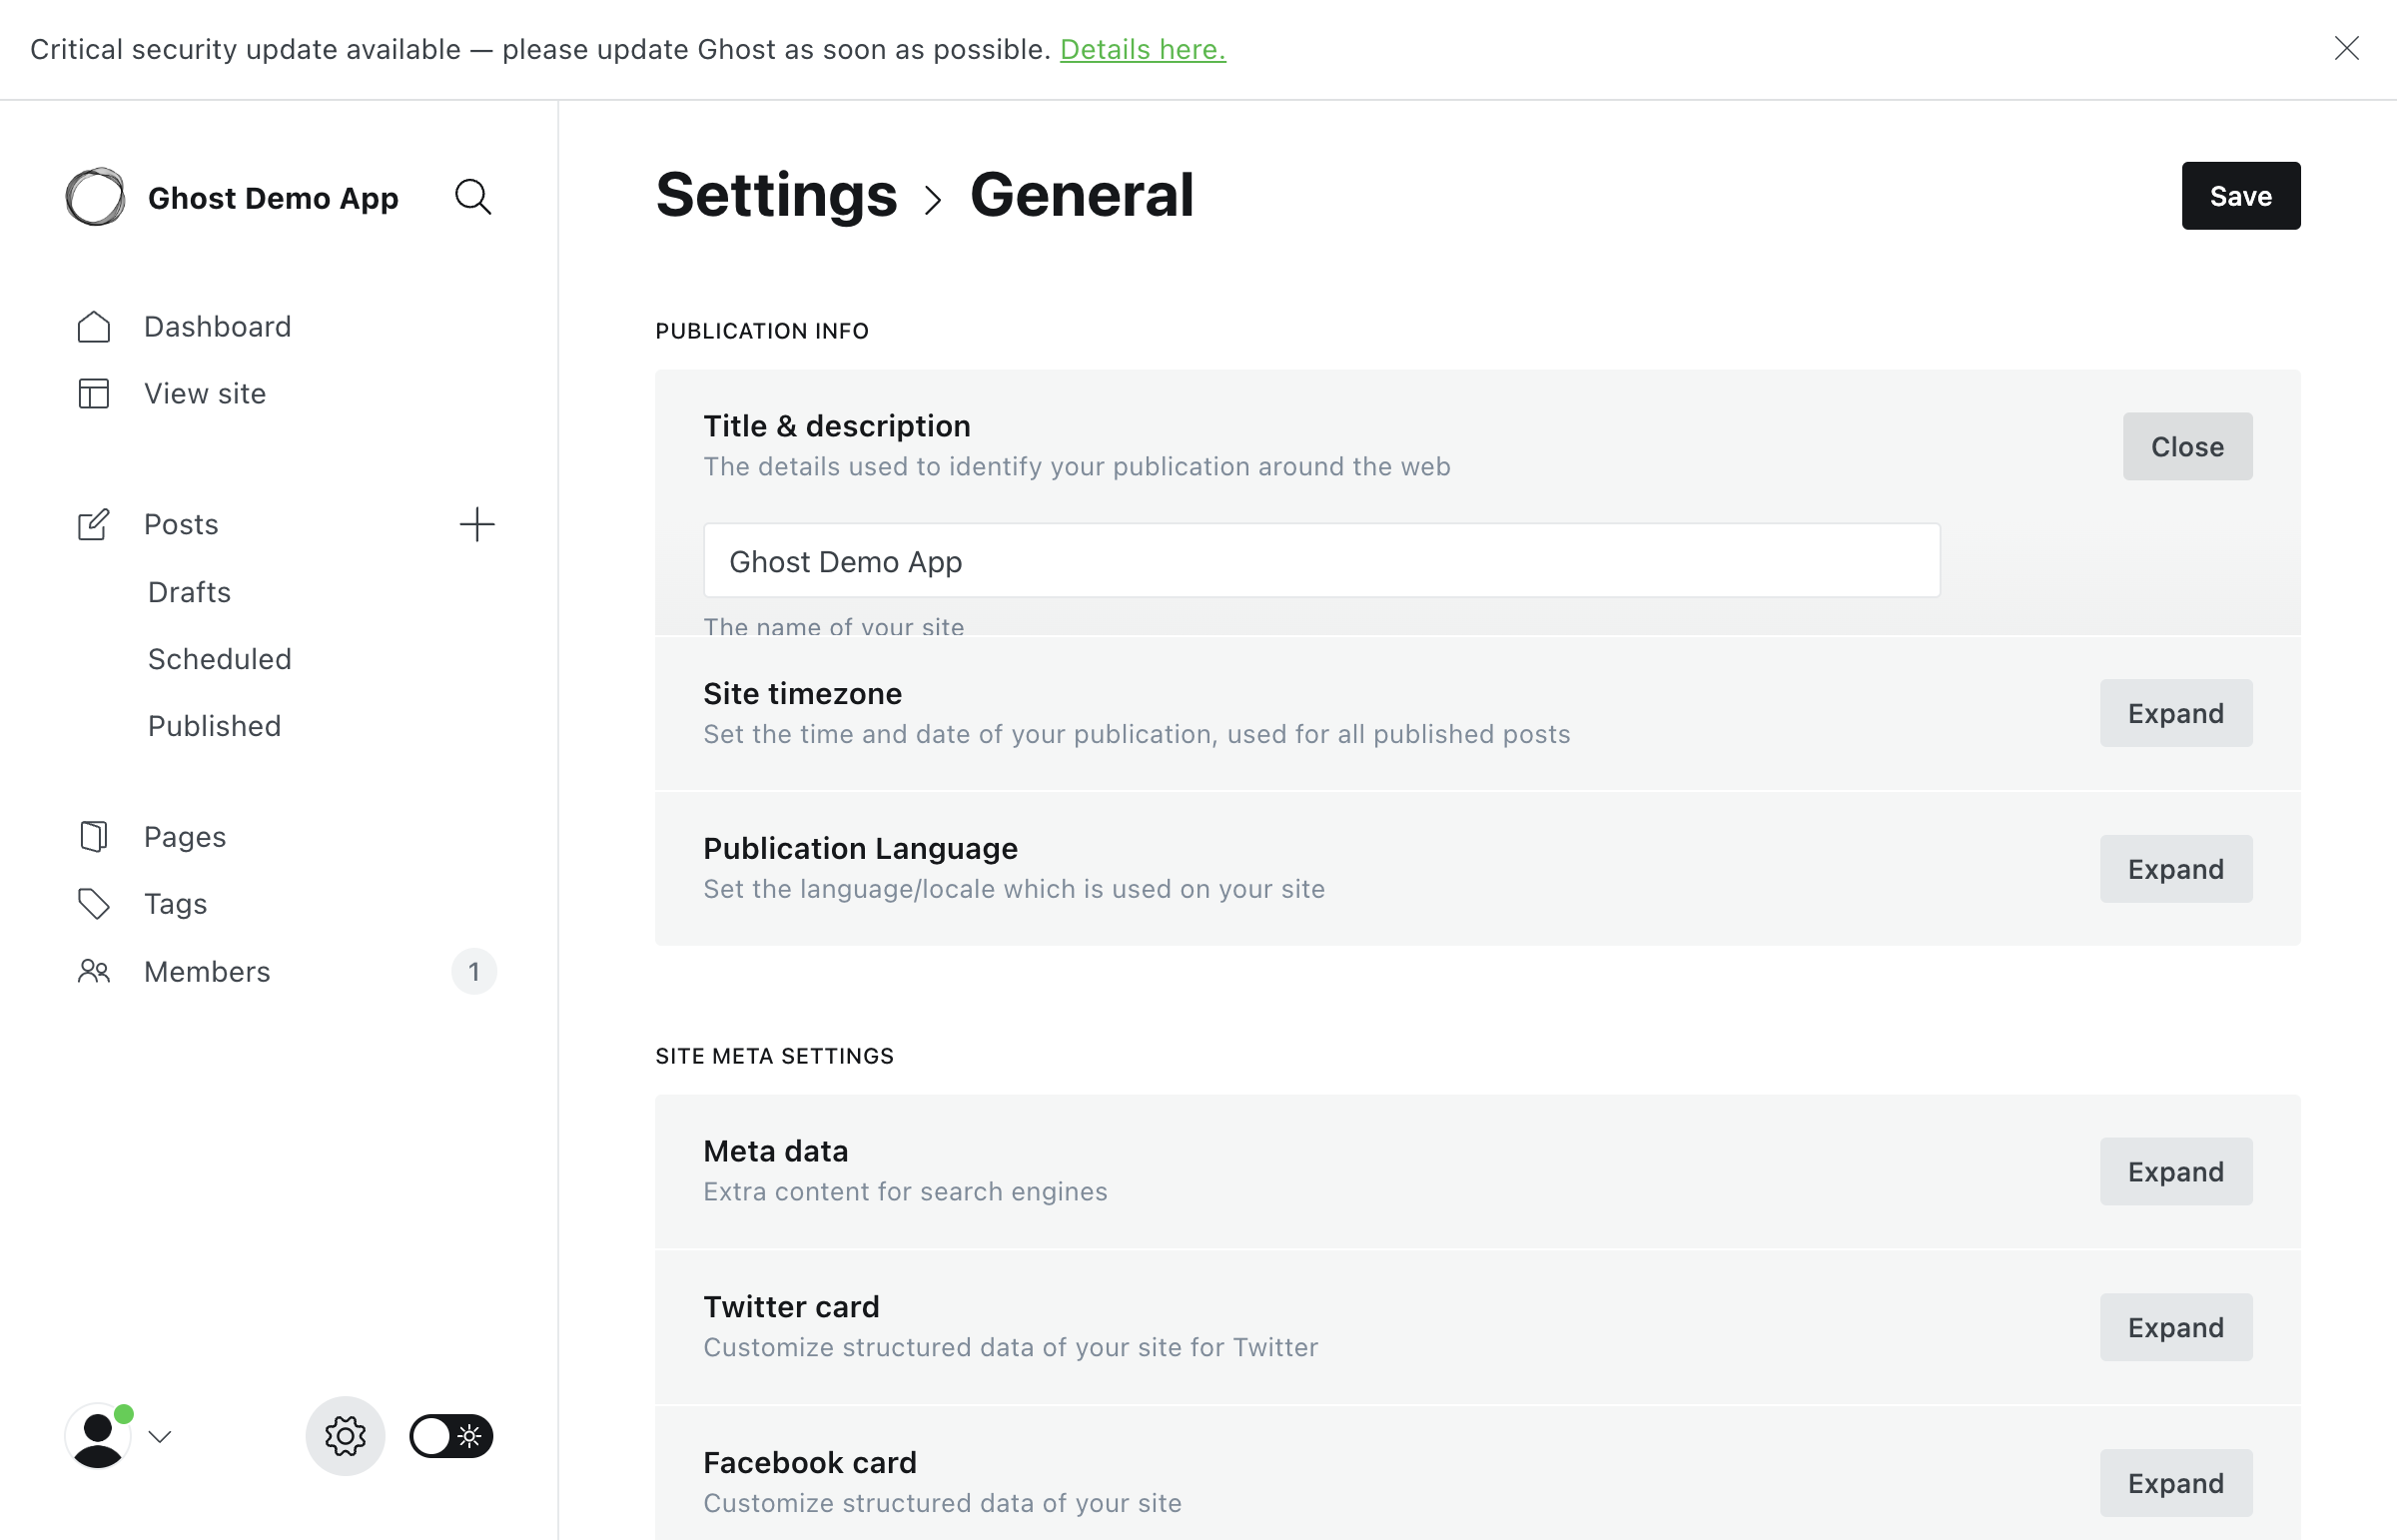 Critical security update available — please update Ghost as soon as possible. Details here.
Ghost Demo App
Dashboard
View site
Posts
Drafts
Scheduled
Published
Pages
Tags
Members 1
Settings > General
Save
PUBLICATION INFO
Title & description
The details used to identify your publication around the web
Close
Ghost Demo App
The name of your site
Site timezone
Set the time and date of your publication, used for all published posts
Expand
Publication Language
Set the language/locale which is used on your site
Expand
SITE META SETTINGS
Meta data
Extra content for search engines
Expand
Twitter card
Customize structured data of your site for Twitter
Expand
Facebook card
Customize structured data of your site
Expand